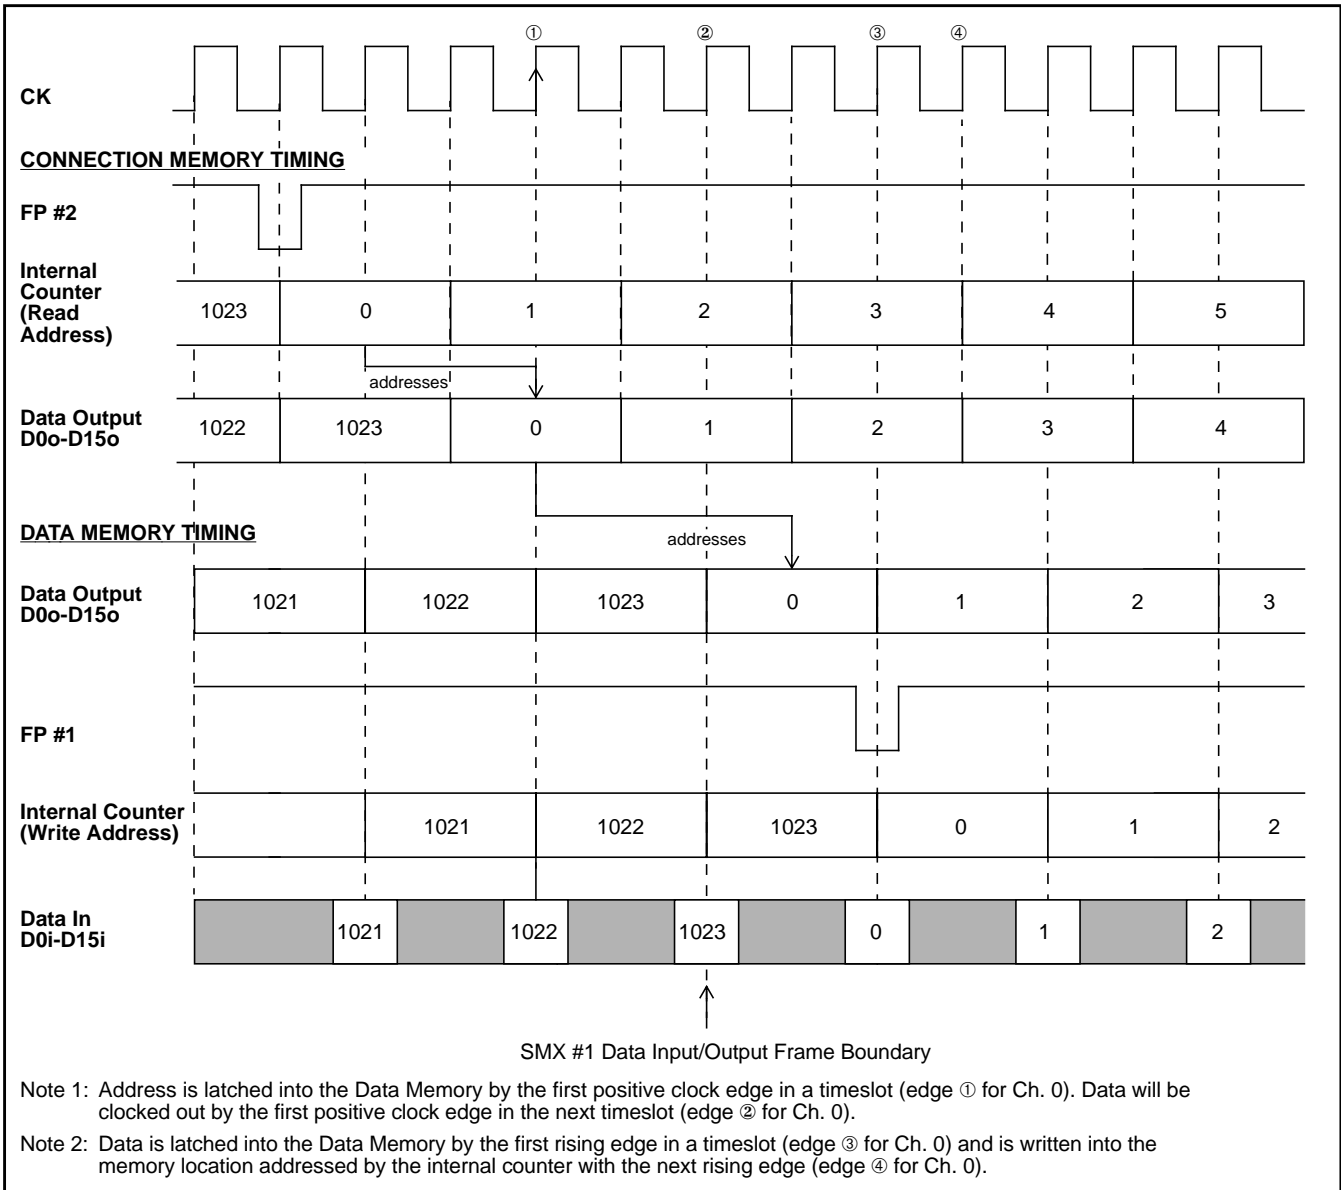 ① ② ③ ④
CK
CONNECTION MEMORY TIMING
FP #2
Internal
Counter
(Read
Address)
1023 0 1 2 3 4 5
addresses
Data Output
D0o-D15o
1022 1023 0 1 2 3 4
DATA MEMORY TIMING
addresses
Data Output
D0o-D15o
1021 1022 1023 0 1 2 3
FP #1
Internal Counter
(Write Address)
1021 1022 1023 0 1 2
Data In
D0i-D15i
1021 1022 1023 0 1 2
SMX #1 Data Input/Output Frame Boundary
Note 1: Address is latched into the Data Memory by the first positive clock edge in a timeslot (edge ① for Ch. 0). Data will be
clocked out by the first positive clock edge in the next timeslot (edge ② for Ch. 0).
Note 2: Data is latched into the Data Memory by the first rising edge in a timeslot (edge ③ for Ch. 0) and is written into the
memory location addressed by the internal counter with the next rising edge (edge ④ for Ch. 0).